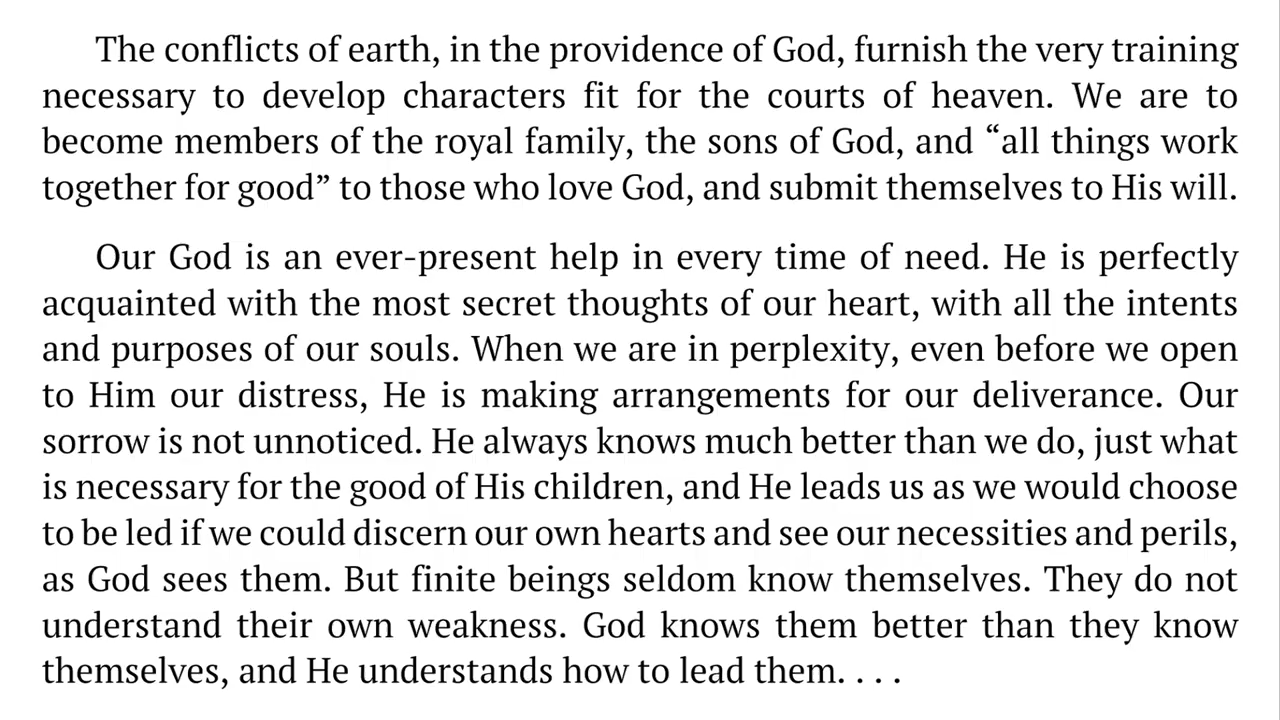 The conflicts of earth, in the providence of God, furnish the very training
necessary to develop characters fit for the courts of heaven. We are to
become members of the royal family, the sons of God, and “all things work
together for good” to those who love God, and submit themselves to His will.
Our God is an ever-present help in every time of need. He is perfectly
acquainted with the most secret thoughts of our heart, with all the intents
and purposes of our souls. When we are in perplexity, even before we open
to Him our distress, He is making arrangements for our deliverance. Our
sorrow is not unnoticed. He always knows much better than we do, just what
is necessary for the good of His children, and He leads us as we would choose
to be led if we could discern our own hearts and see our necessities and perils,
as God sees them. But finite beings seldom know themselves. They do not
understand their own weakness. God knows them better than they know
themselves, and He understands how to lead them. . . .